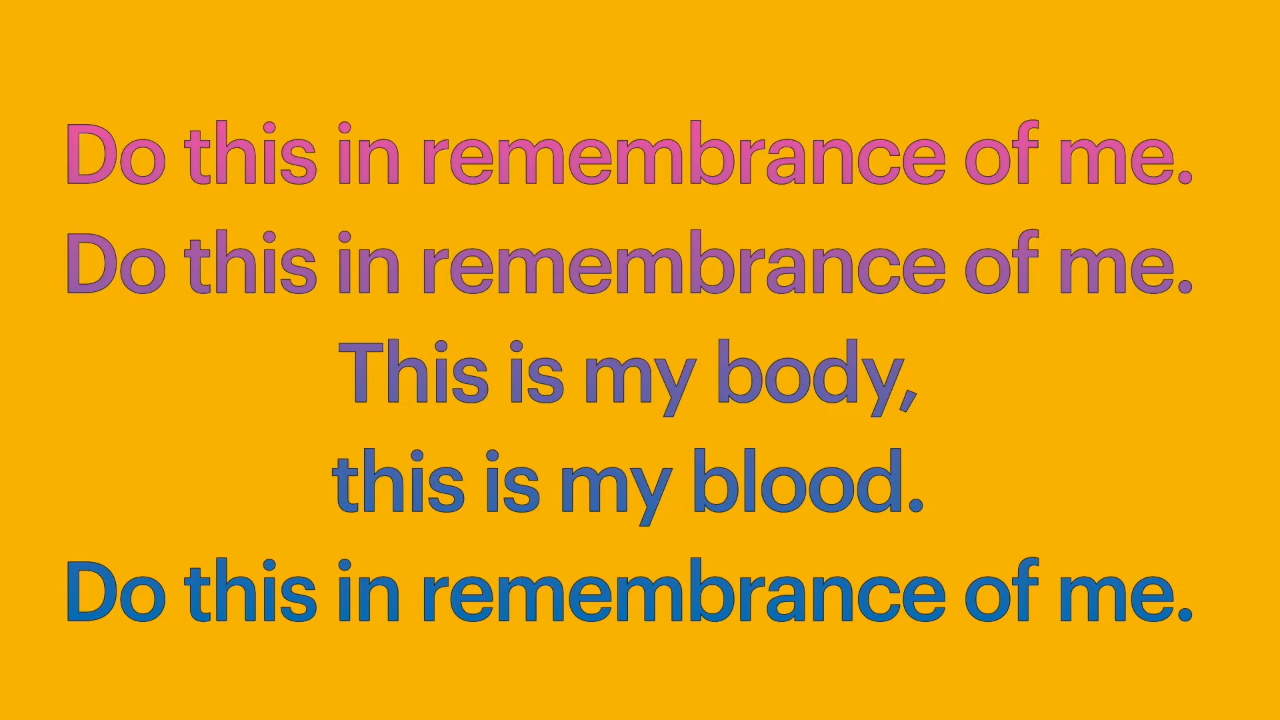 Do this in remembrance of me.
Do this in remembrance of me.
This is my body,
this is my blood.
Do this in remembrance of me.